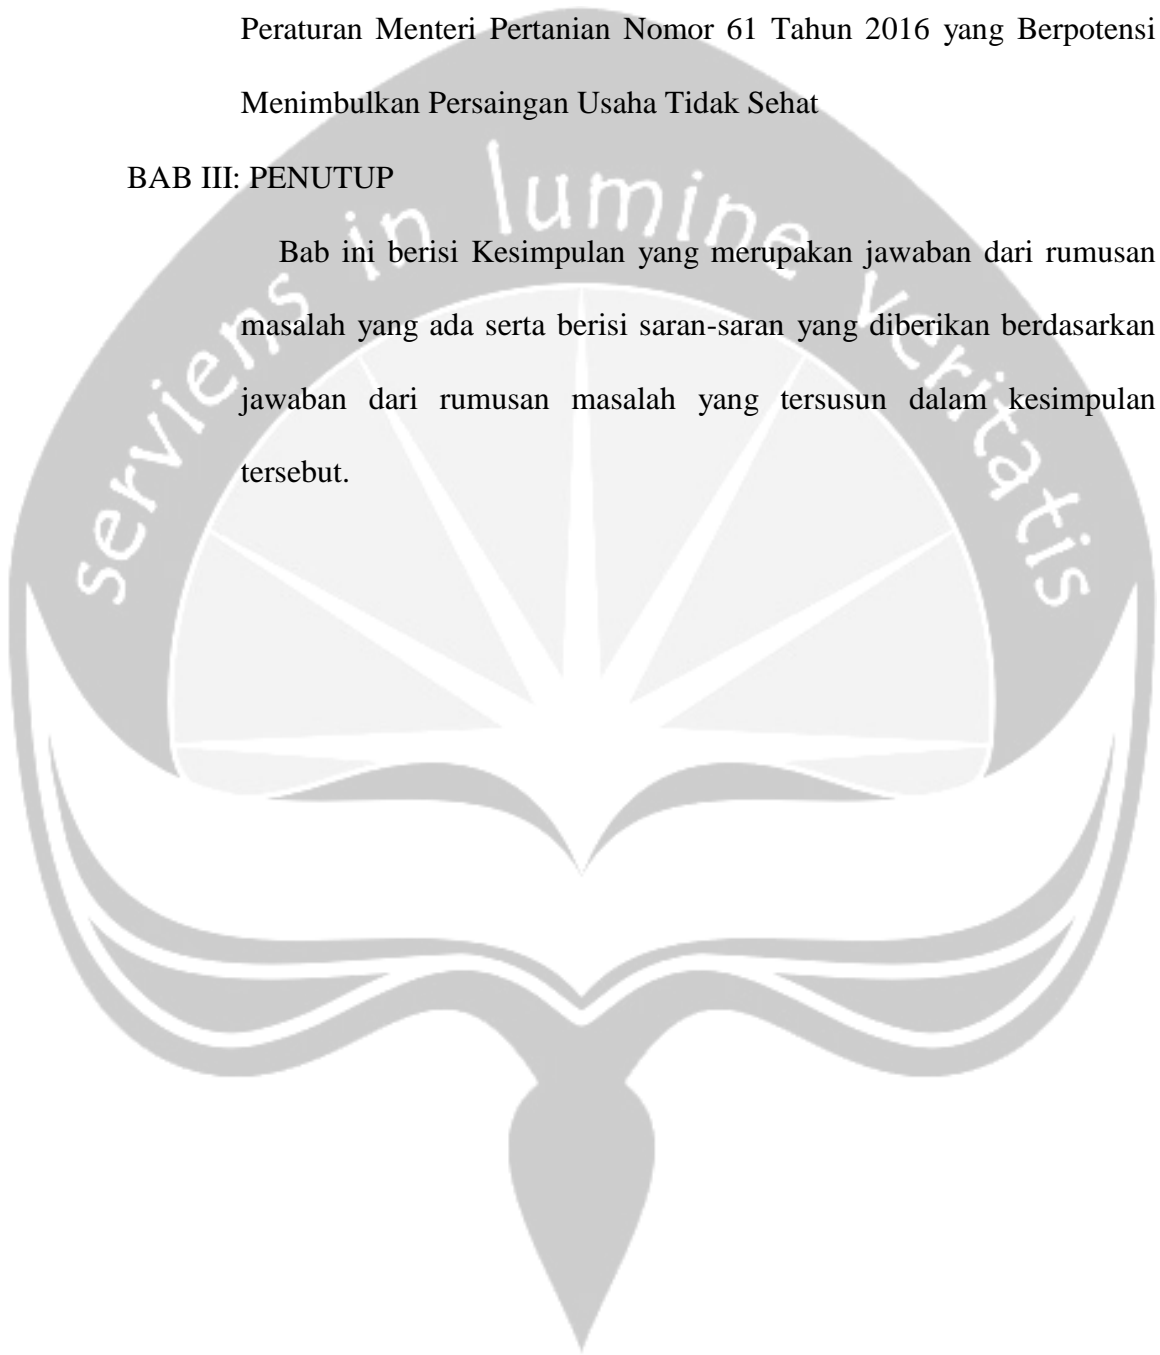 Peraturan Menteri Pertanian Nomor 61 Tahun 2016 yang Berpotensi
Menimbulkan Persaingan Usaha Tidak Sehat
BAB III: PENUTUP
Bab ini berisi Kesimpulan yang merupakan jawaban dari rumusan
masalah yang ada serta berisi saran-saran yang diberikan berdasarkan
jawaban dari rumusan masalah yang tersusun dalam kesimpulan
tersebut.
serviens in lumine veritatis